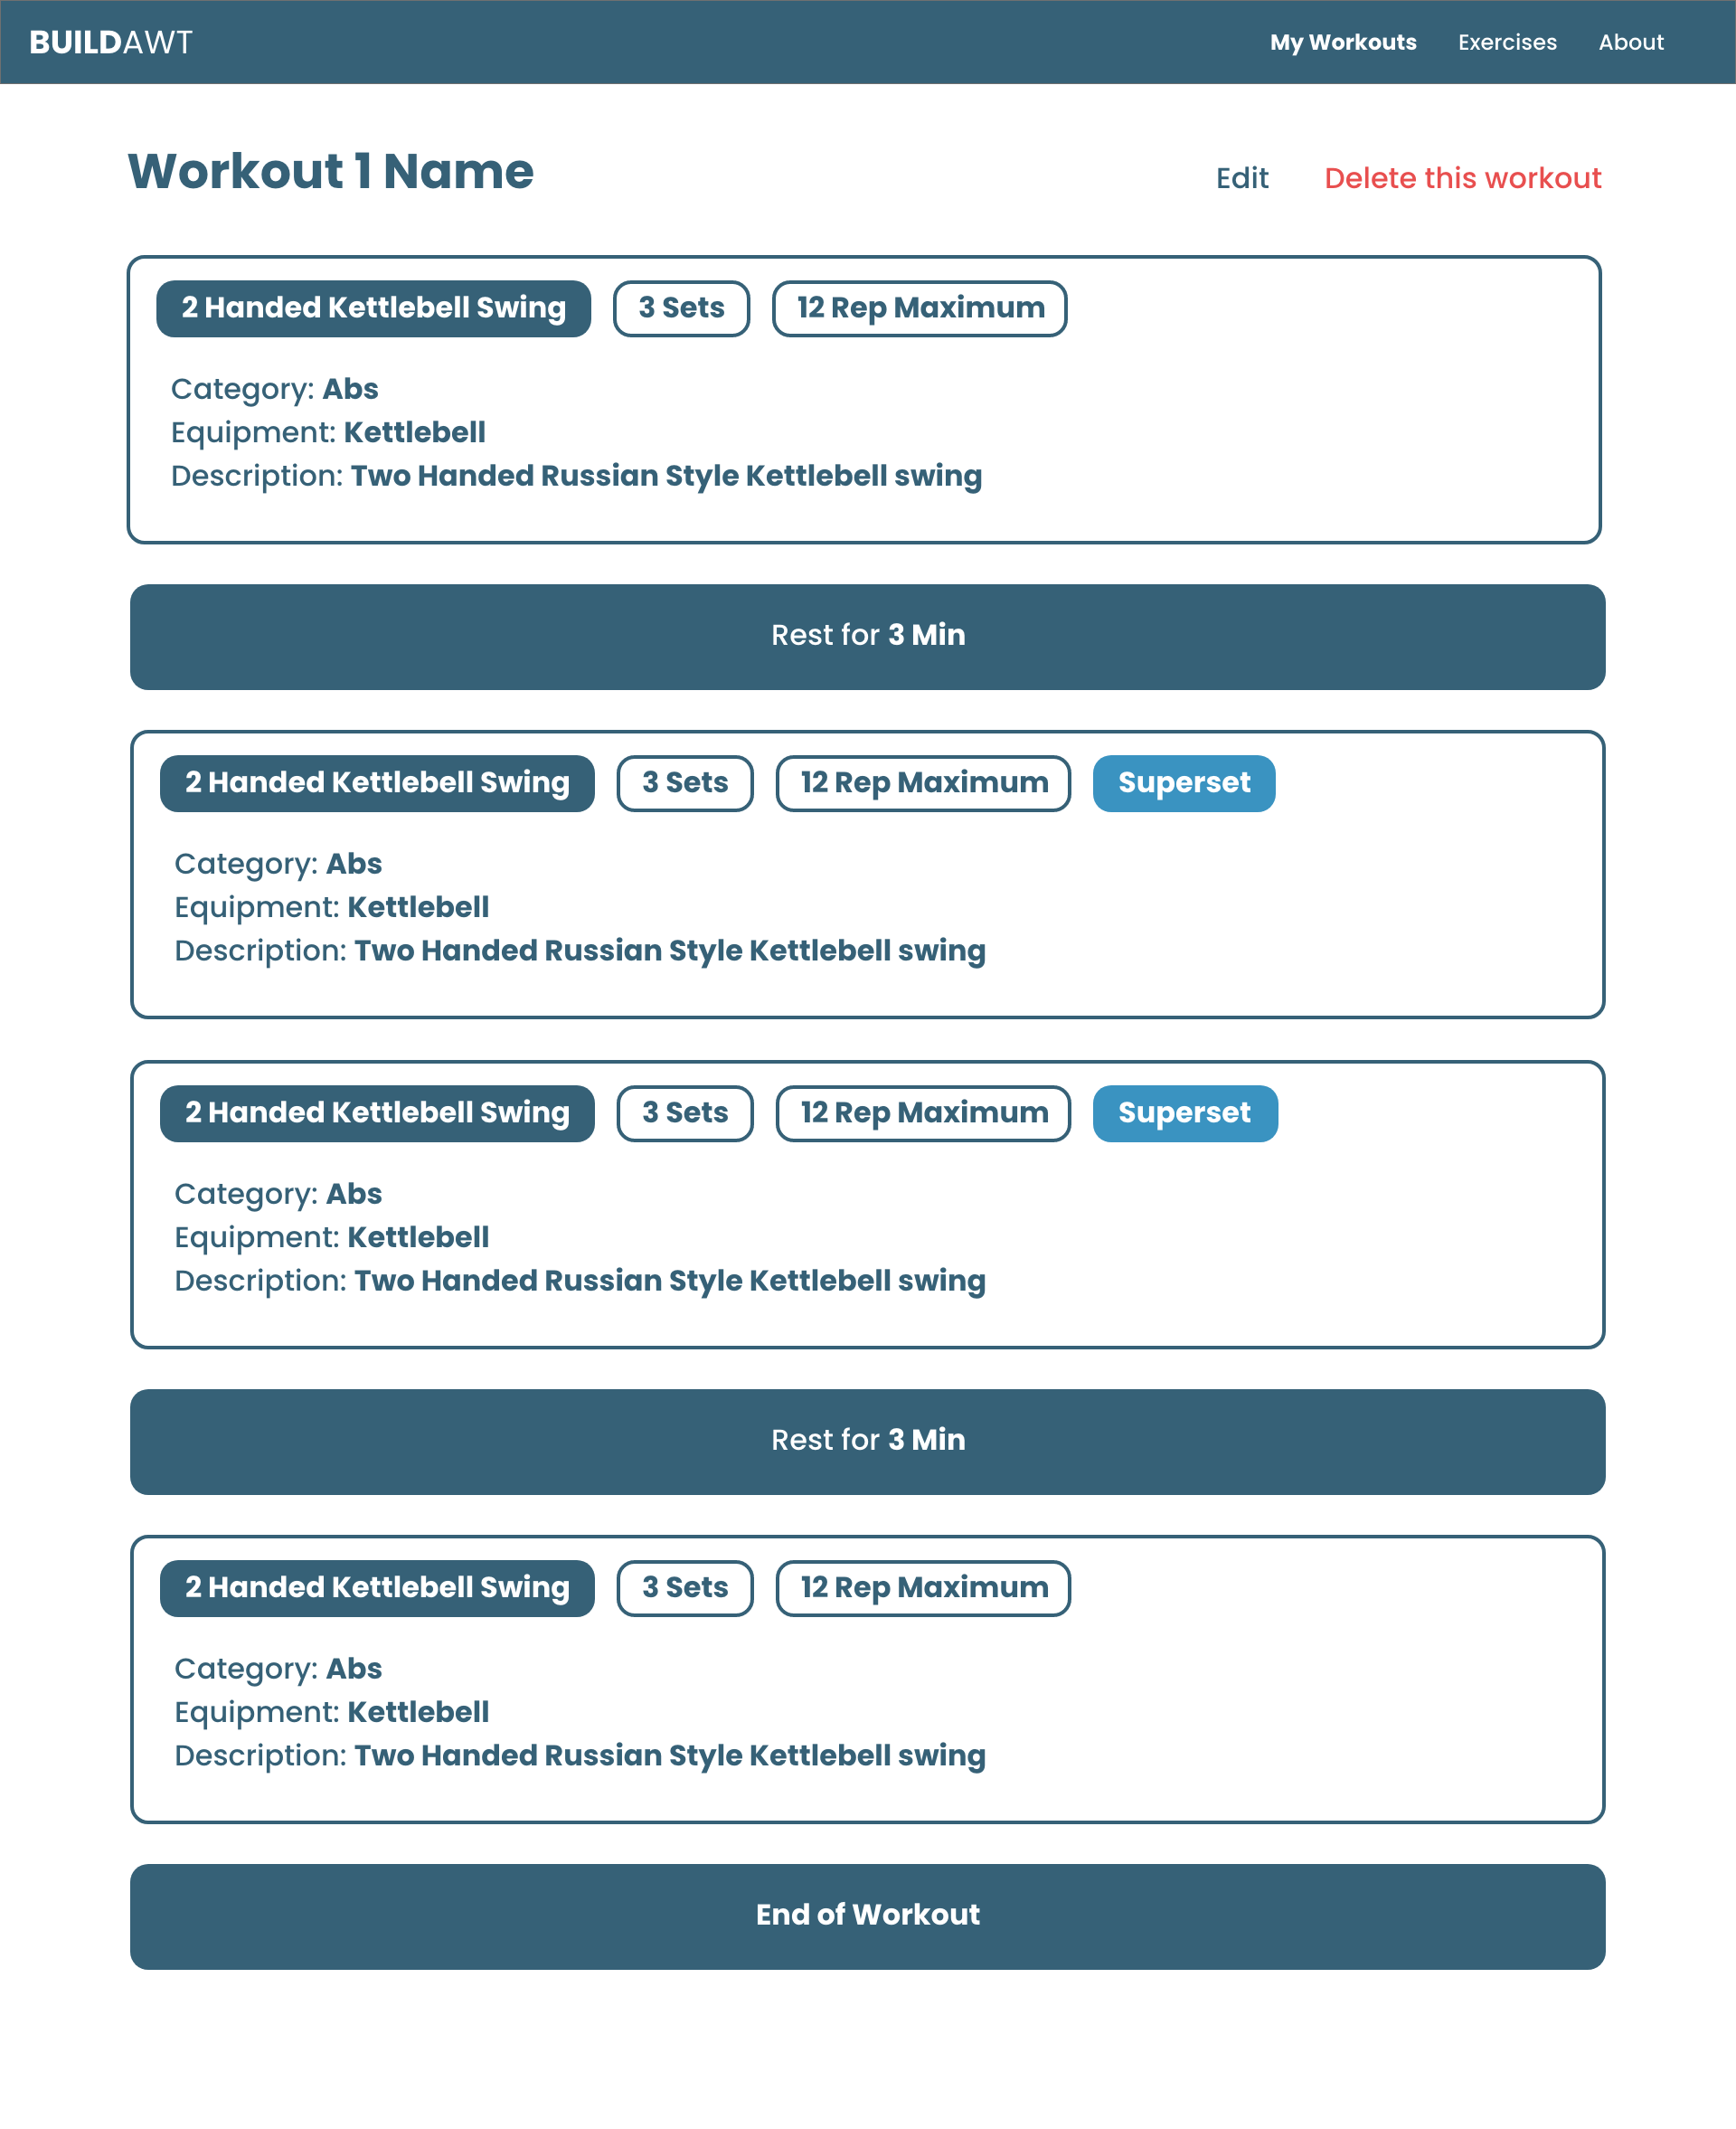 BUILDAWT
My Workouts Exercises About
Workout 1 Name
Edit Delete this workout
2 Handed Kettlebell Swing 3 Sets 12 Rep Maximum
Category: Abs
Equipment: Kettlebell
Description: Two Handed Russian Style Kettlebell swing
Rest for 3 Min
2 Handed Kettlebell Swing 3 Sets 12 Rep Maximum Superset
Category: Abs
Equipment: Kettlebell
Description: Two Handed Russian Style Kettlebell swing
2 Handed Kettlebell Swing 3 Sets 12 Rep Maximum Superset
Category: Abs
Equipment: Kettlebell
Description: Two Handed Russian Style Kettlebell swing
Rest for 3 Min
2 Handed Kettlebell Swing 3 Sets 12 Rep Maximum
Category: Abs
Equipment: Kettlebell
Description: Two Handed Russian Style Kettlebell swing
End of Workout